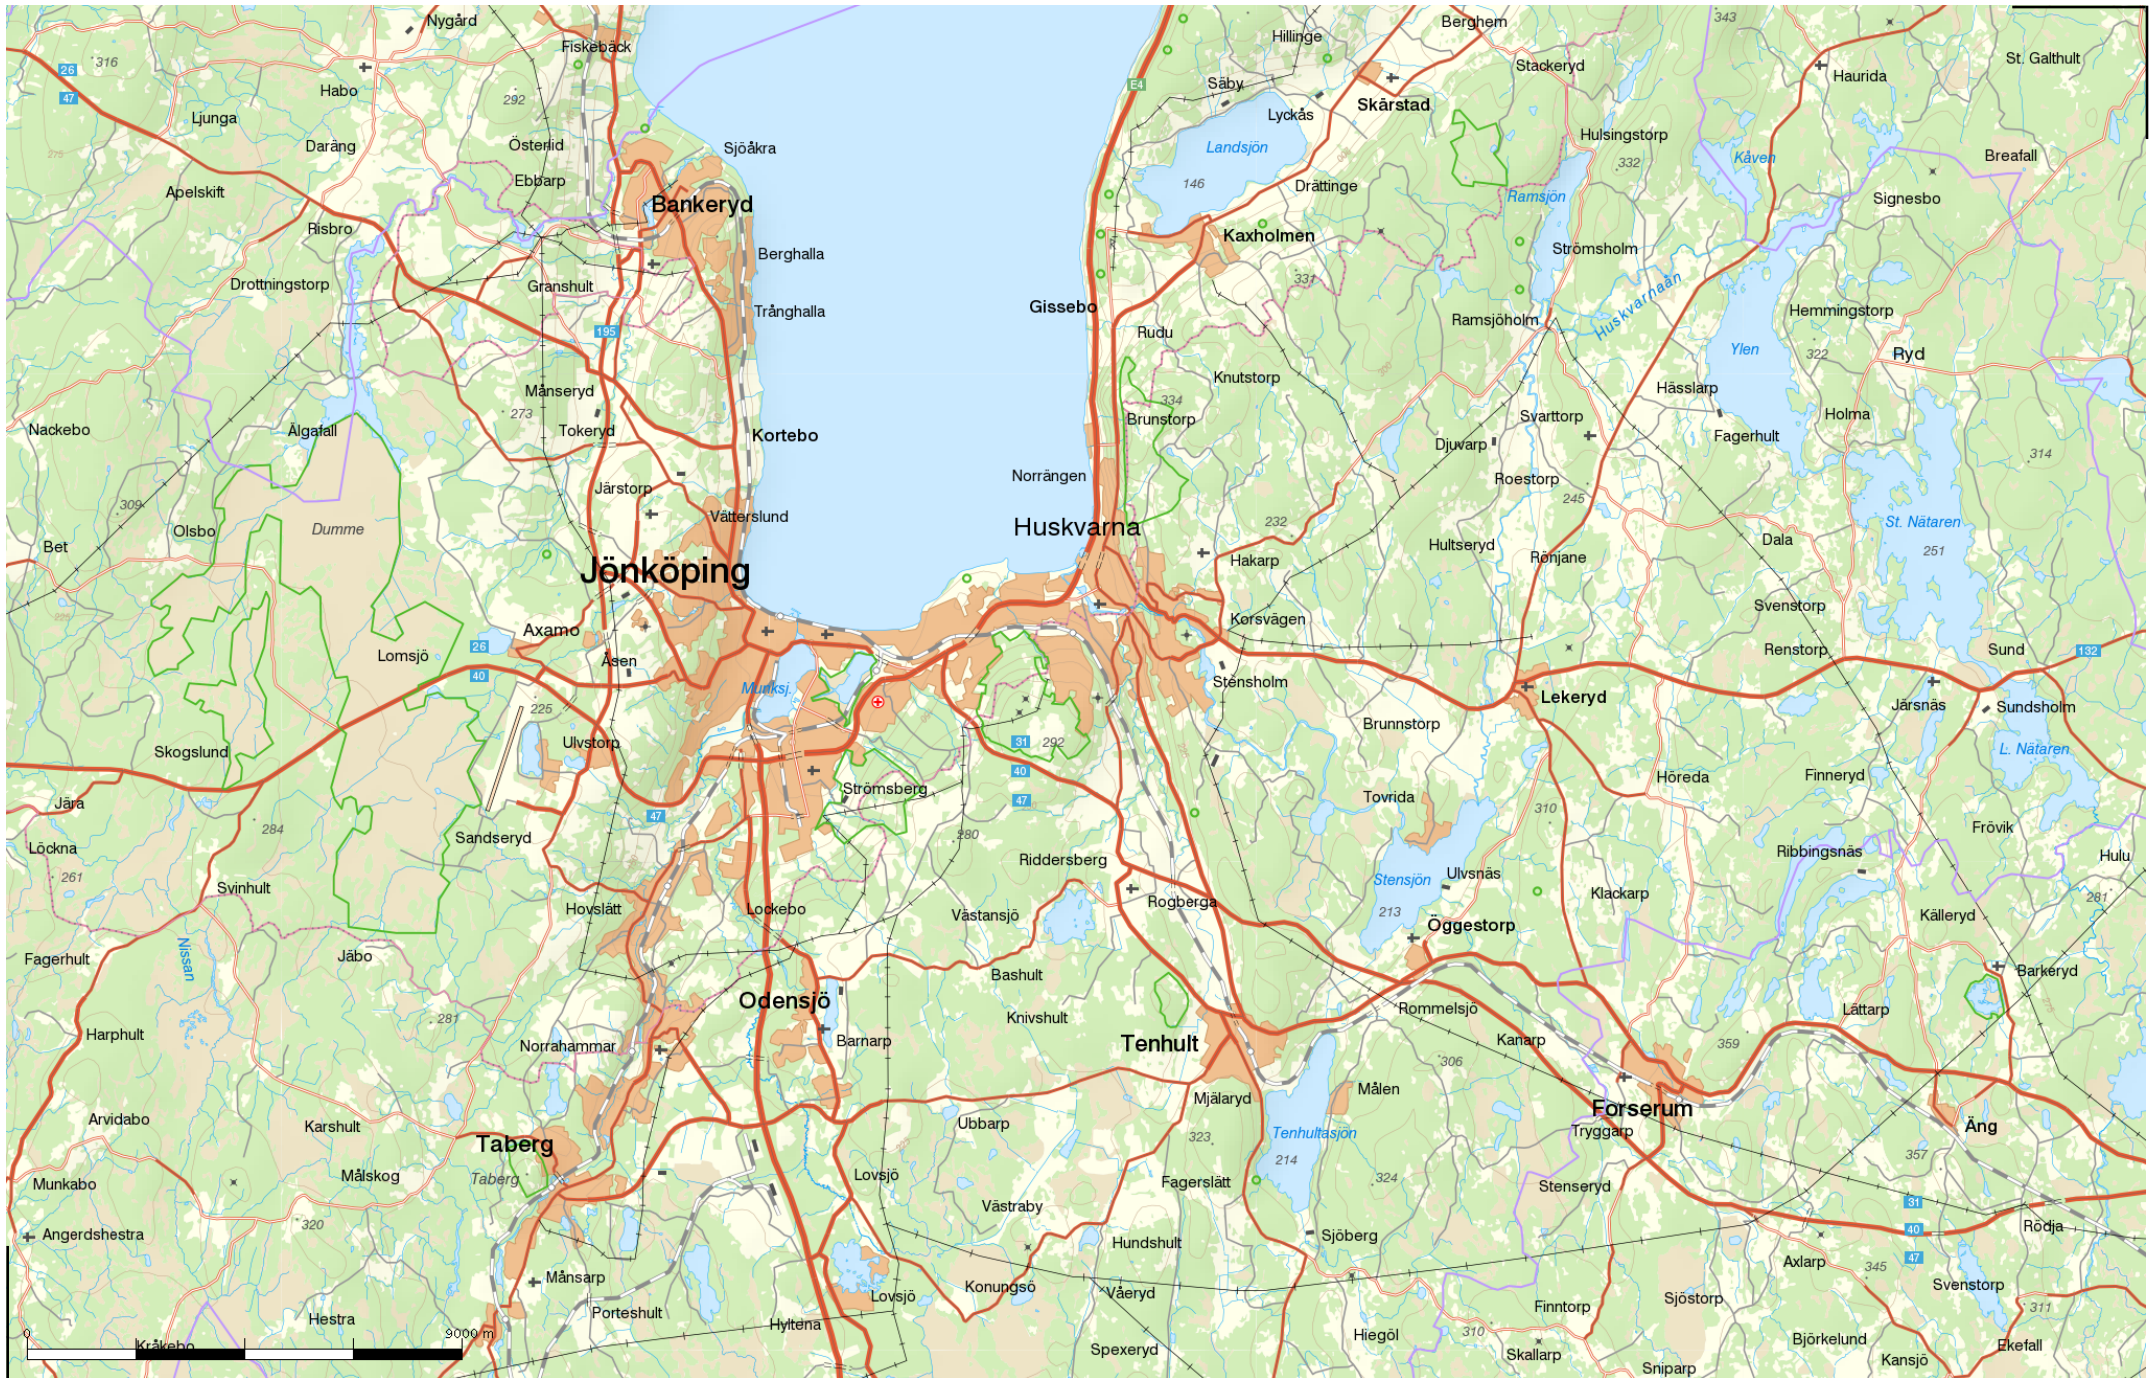 Nygård
Berghem
343
Fiskebäck
Hillinge
316
26
Stackeryd
St. Galthult
Haurida
Habo
47
292
Säby
E4
Skärstad
Lyckås
Ljunga
Hulsingstorp
Daräng
Österlid
Sjöåkra
Landsjön
332
Kåven
Breafall
275
Ebbarp
146
Drättinge
Apelskift
Ramsjön
Signesbo
Bankeryd
Risbro
Kaxholmen
Strömsholm
Berghalla
Drottningstorp
Granshult
331
Huskvarnaån
Gissebo
Trånghalla
Hemmingstorp
Ramsjöholm
195
Rudu
Ylen
322
Ryd
Knutstorp
Månseryd
Hässlarp
334
273
Brunstorp
Svarttorp
Holma
Nackebo
Älgafall
Tokeryd
Kortebo
Djuvarp
Fagerhult
314
Norrängen
Järstorp
Roestorp
245
309
Vätterslund
Olsbo
Dumme
Huskvarna
232
St. Nätaren
Bet
Hultseryd
Dala
251
Jönköping
Hakarp
Rönjane
Svenstorp
Axamo
Korsvägen
26
Lomsjö
Åsen
Renstorp
Sund
132
40
Munksj.
Stensholm
Lekeryd
225
Järsnäs
Sundsholm
Brunnstorp
Skogslund
Ulvstorp
31
292
L. Nätaren
40
Höreda
Finneryd
Strömsberg
Jära
47
47
Tovrida
310
284
Sandseryd
280
Frövik
Löckna
Riddersberg
Ribbingsnäs
Hulu
261
Stensjön
Ulvsnäs
Svinhult
Rogberga
Klackarp
281
Hovslätt
Lockebo
Västansjö
213
Källeryd
Öggestorp
Nissan
Fagerhult
Jäbo
Bashult
Barkeryd
Odensjö
Rommelsjö
Lättarp
281
Knivshult
Harphult
Norrahammar
Barnarp
Tenhult
Kanarp
359
306
Målen
Mjälaryd
Forserum
Arvidabo
Karshult
Ubbarp
Äng
Tenhultasjön
Tryggarp
323
Taberg
357
214
Målskog
Taberg
Lovsjö
Fagerslätt
324
Munkabo
Stenseryd
31
Västraby
320
Rödja
Angerdshestra
40
Sjöberg
Hundshult
47
Axlarp
Månsarp
345
Konungsö
Svenstorp
Våeryd
Lovsjö
Sjöstorp
Porteshult
Finntorp
311
Hestra
Hyltena
0
9000 m
310
Hiegöl
Björkelund
Kråkebo
Ekefall
Spexeryd
Skallarp
Kansjö
Sniparp